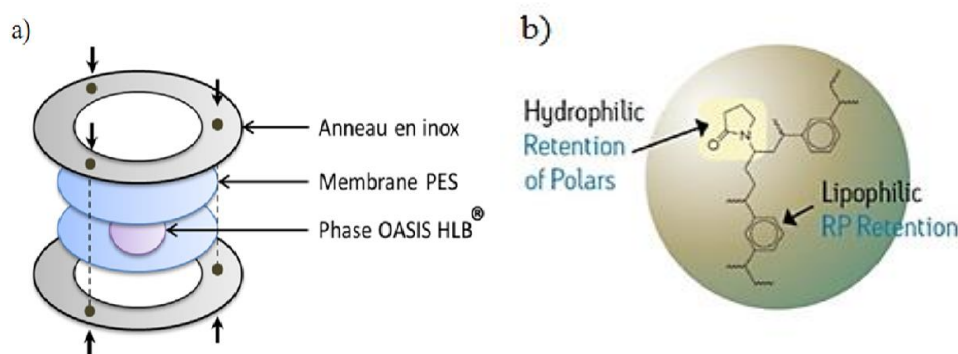 a)
Anneau en inox
Membrane PES
Phase OASIS HLB®
b)
Hydrophilic
Retention
of Polars
O
N
Lipophilic
RP Retention